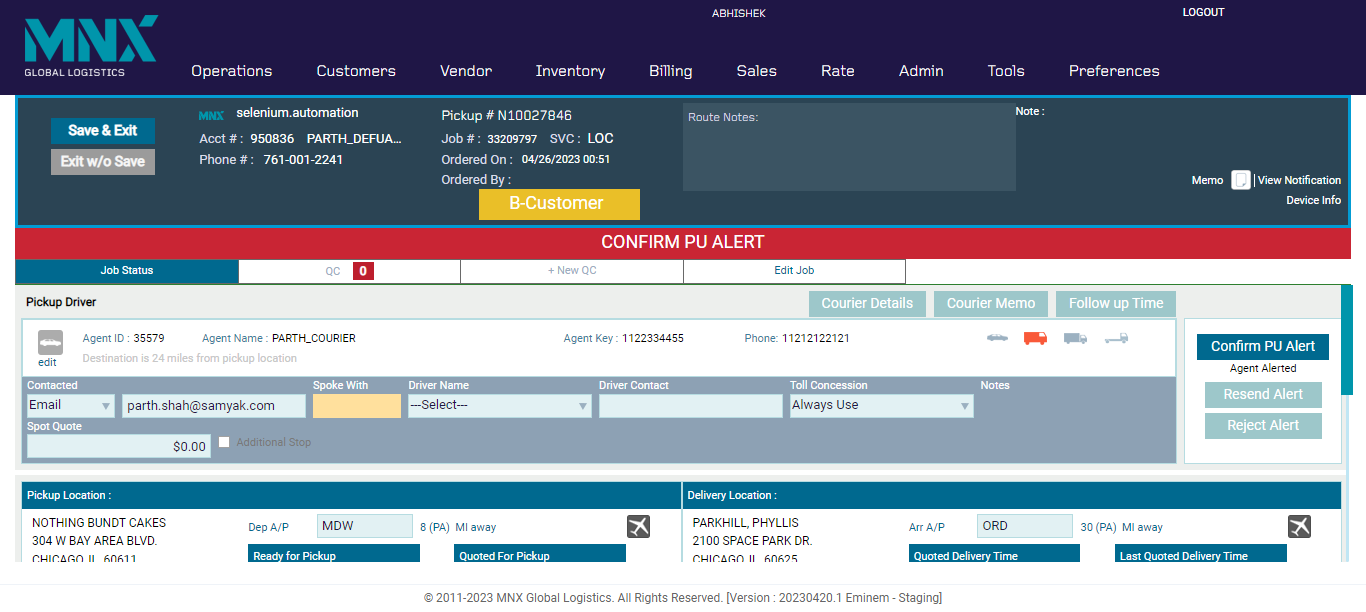 ABHISHEK
LOGOUT
MNX
GLOBAL LOGISTICS
Operations Customers Vendor Inventory Billing Sales Rate Admin Tools Preferences
Save & Exit
Exit w/o Save
MNX selenium.automation
Acct # : 950836 PARTH_DEFUA...
Phone # : 761-001-2241
Pickup # N10027846
Job # : 33209797 SVC : LOC
Ordered On : 04/26/2023 00:51
Ordered By :
B-Customer
Route Notes:
Note :
Memo | View Notification
Device Info
CONFIRM PU ALERT
Job Status QC 0 + New QC Edit Job
Pickup Driver
Courier Details Courier Memo Follow up Time
edit
Agent ID : 35579 Agent Name : PARTH_COURIER Agent Key : 1122334455 Phone: 11212122121
Destination is 24 miles from pickup location
Contacted Spoke With Driver Name Driver Contact Toll Concession Notes
Email parth.shah@samyak.com ---Select--- Always Use
Spot Quote
$0.00 Additional Stop
Confirm PU Alert
Agent Alerted
Resend Alert
Reject Alert
Pickup Location :
NOTHING BUNDT CAKES
304 W BAY AREA BLVD.
CHICAGO IL 60611
Dep A/P MDW 8 (PA) MI away
Ready for Pickup Quoted For Pickup
Delivery Location :
PARKHILL, PHYLLIS
2100 SPACE PARK DR.
CHICAGO IL 60625
Arr A/P ORD 30 (PA) MI away
Quoted Delivery Time Last Quoted Delivery Time
© 2011-2023 MNX Global Logistics. All Rights Reserved. [Version : 20230420.1 Eminem - Staging]